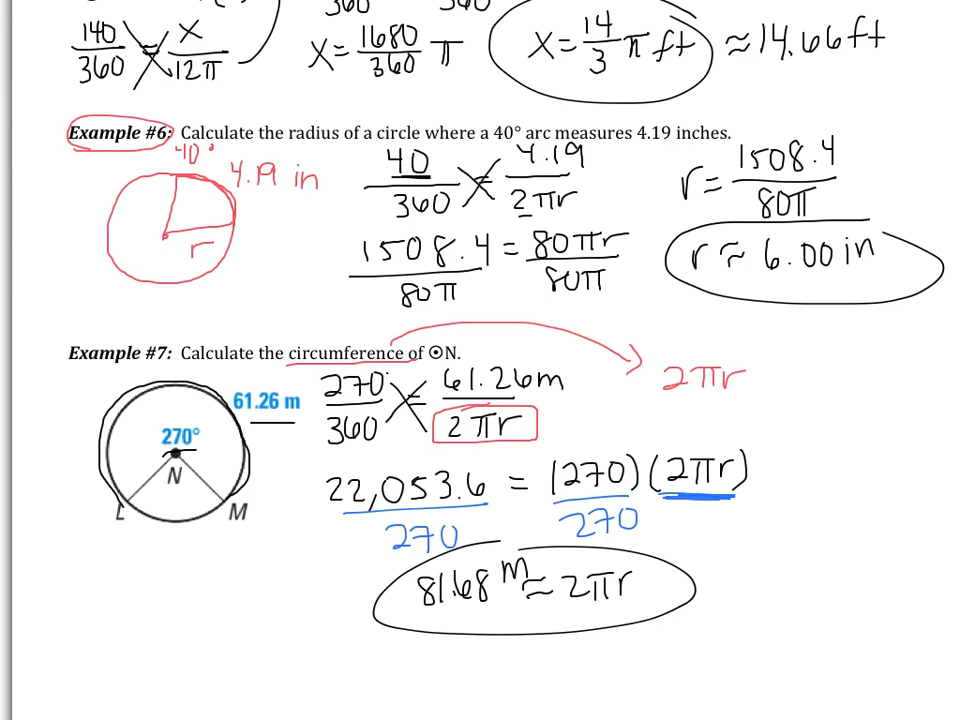 140/360 = x/12π
x = 1680/360 π
x = 14/3 π ft ≈ 14.66 ft
Example #6: Calculate the radius of a circle where a 40° arc measures 4.19 inches.
40°
4.19 in
r
40/360 = 4.19/2πr
1508.4/80π = 80πr/80π
r = 1508.4/80π
r ≈ 6.00 in
Example #7: Calculate the circumference of ⊙N.
2πr
61.26 m
270°
N
L
M
270/360 = 61.26m/2πr
22,053.6/270 = (270)(2πr)/270
81.68 m ≈ 2πr